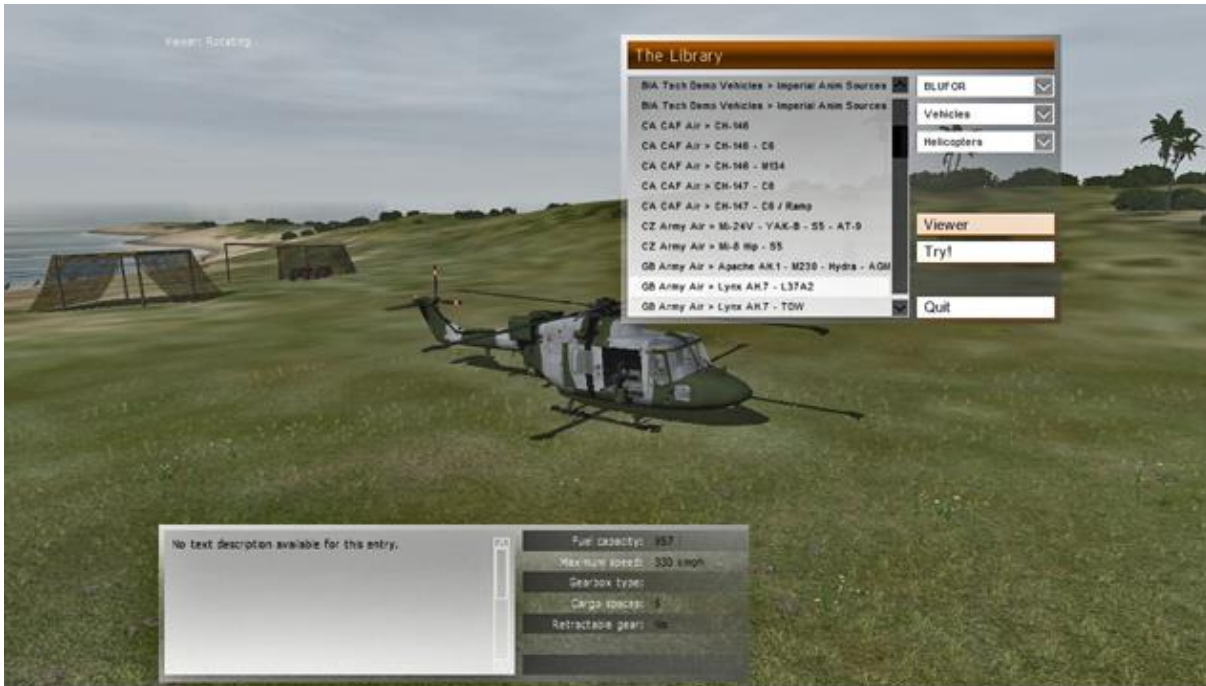 Viewer: Rotating
The Library
BIA Tech Demo Vehicles > Imperial Anim Sources
BIA Tech Demo Vehicles > Imperial Anim Sources
CA CAF Air > CH-146
CA CAF Air > CH-146 - C6
CA CAF Air > CH-146 - M134
CA CAF Air > CH-147 - C6
CA CAF Air > CH-147 - C6 / Ramp
CZ Army Air > Mi-24V - YAK-B - S5 - AT-9
CZ Army Air > Mi-8 Hip - S5
GB Army Air > Apache AH.1 - M230 - Hydra - AGM
GB Army Air > Lynx AH.7 - L37A2
GB Army Air > Lynx AH.7 - TOW
BLUFOR
Vehicles
Helicopters
Viewer
Try!
Quit
No text description available for this entry.
Fuel capacity: 957
Maximum speed: 330 kmph
Gearbox type:
Cargo spaces:
Retractable gear: No